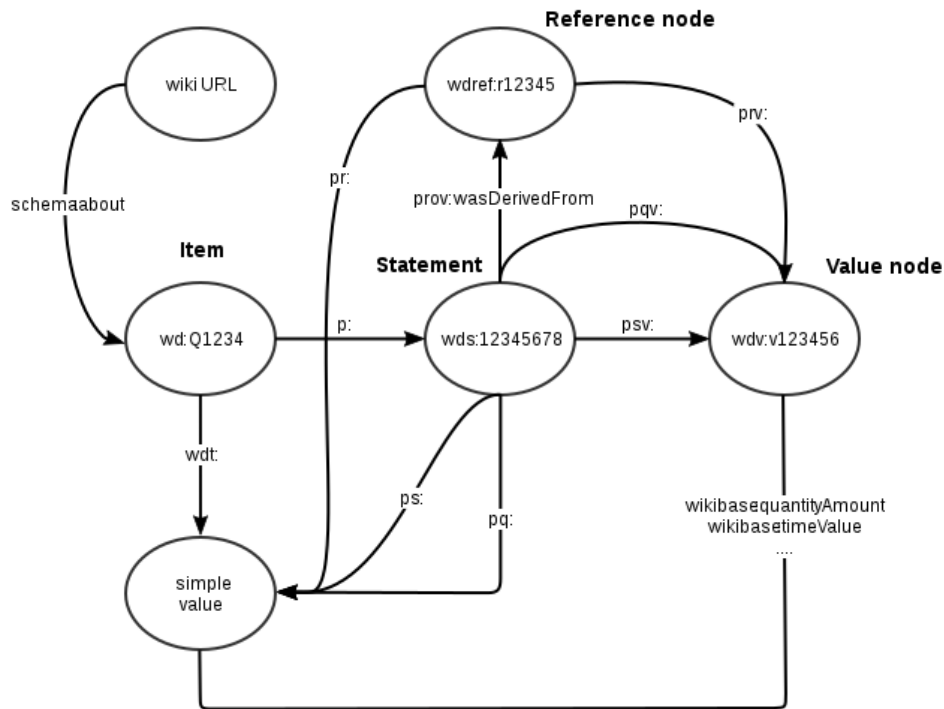 Reference node
wiki URL
wdref:r12345
prv:
pr:
prov:wasDerivedFrom
schemaabout
pqv:
Item
Statement
Value node
p:
psv:
wd:Q1234
wds:12345678
wdv:v123456
wdt:
ps:
pq:
wikibasequantityAmount
wikibasetimeValue
....
simple
value